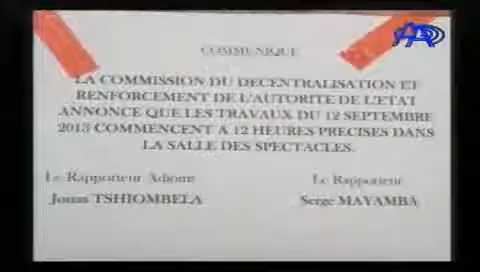 COMMUNIQUE
LA COMMISSION DU DECENTRALISATION ET
RENFORCEMENT DE L'AUTORITE DE L'ETAT
ANNONCE QUE LES TRAVAUX DU 12 SEPTEMBRE
2013 COMMENCENT A 12 HEURES PRECISES DANS
LA SALLE DES SPECTACLES.
Le Rapporteur Adjoint Le Rapporteur
Jonas TSHIOMBELA Serge MAYAMBA